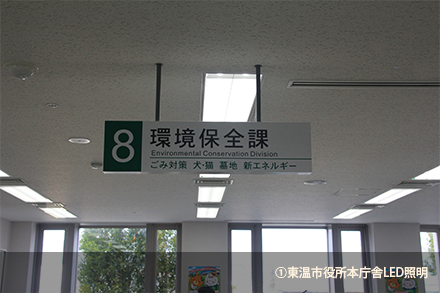 8
環境保全課
Environmental Conservation Division
ごみ対策 犬・猫 墓地 新エネルギー
①東温市役所本庁舎LED照明